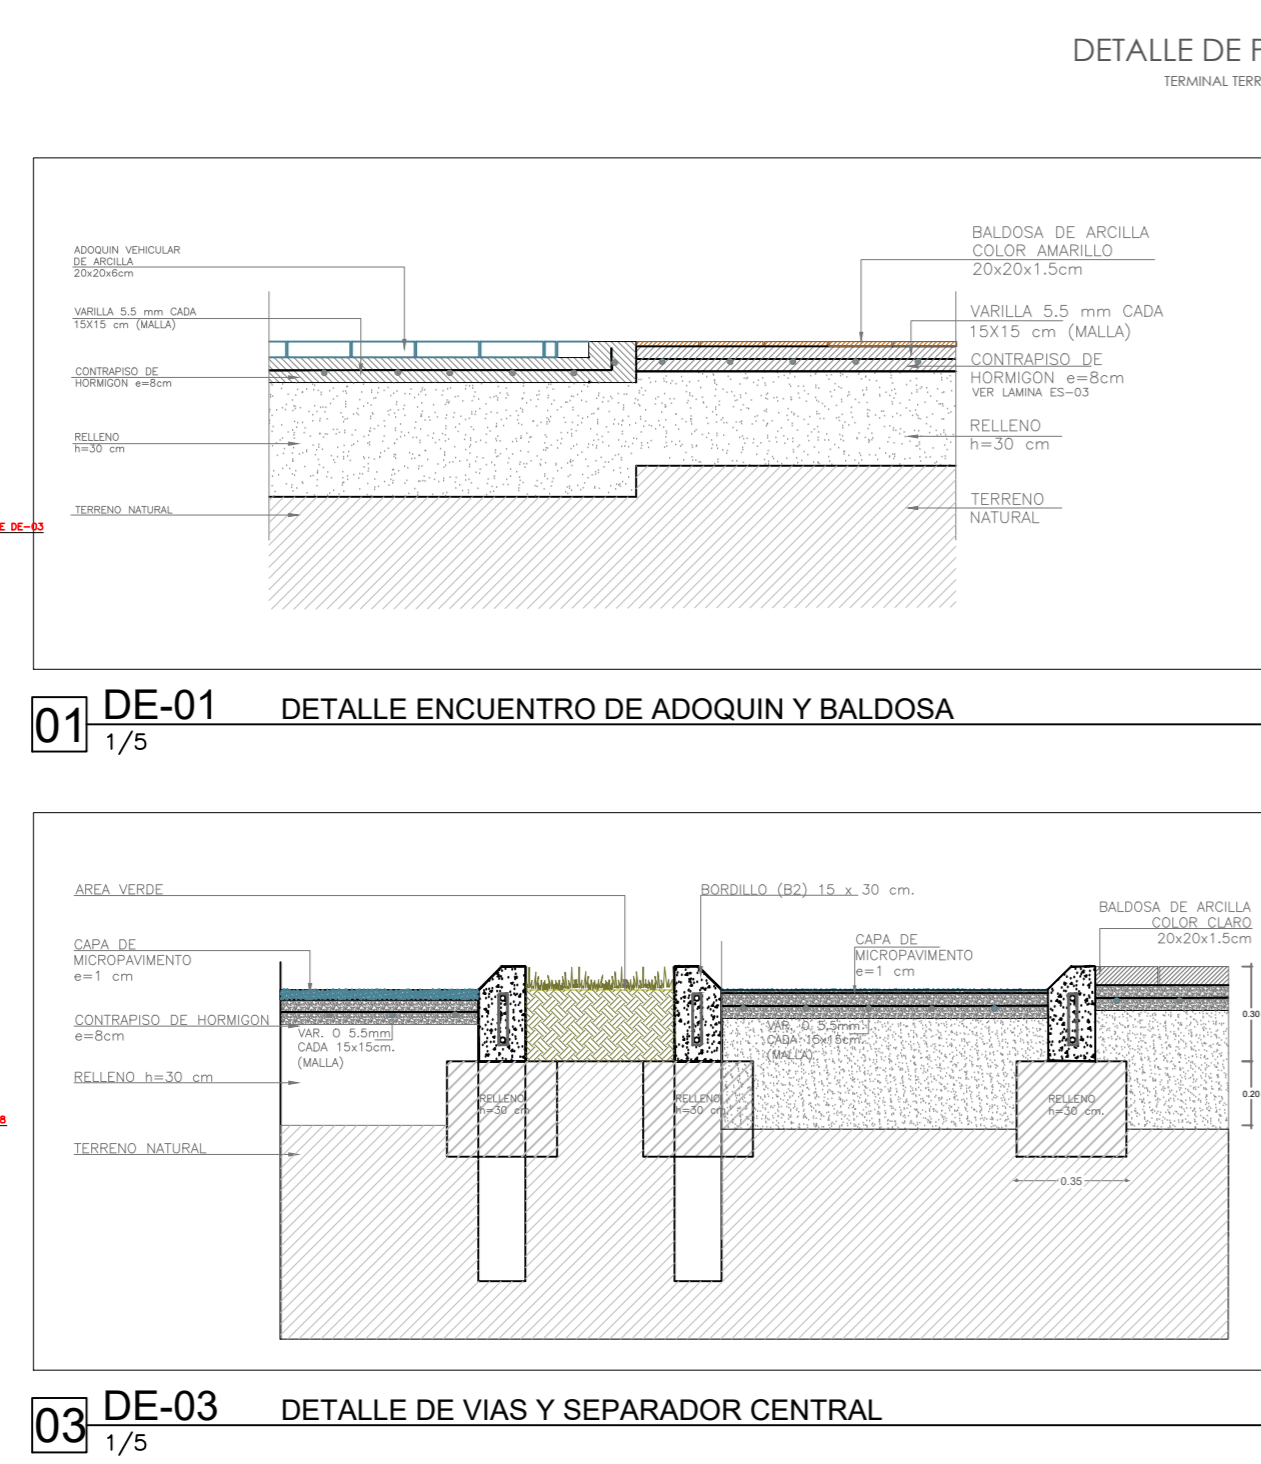 DETALLE DE
TERMINAL TERR
ADOQUIN VEHICULAR
DE ARCILLA
20x20x6cm
VARILLA 5.5 mm CADA
15X15 cm (MALLA)
CONTRAPISO DE
HORMIGON e=8cm
RELLENO
h=30 cm
TERRENO NATURAL
BALDOSA DE ARCILLA
COLOR AMARILLO
20x20x1.5cm
VARILLA 5.5 mm CADA
15X15 cm (MALLA)
CONTRAPISO DE
HORMIGON e=8cm
VER LAMINA ES-03
RELLENO
h=30 cm
TERRENO
NATURAL
E DE-03
01 DE-01 DETALLE ENCUENTRO DE ADOQUIN Y BALDOSA
1/5
AREA VERDE
CAPA DE
MICROPAVIMENTO
e=1 cm
CONTRAPISO DE HORMIGON
e=8cm
RELLENO h=30 cm
TERRENO NATURAL
VAR. O 5.5mm
CADA 15x15cm.
(MALLA)
BORDILLO (B2) 15 x 30 cm.
CAPA DE
MICROPAVIMENTO
e=1 cm
VAR. O 5.5mm.
CADA 15x15cm.
(MALLA)
BALDOSA DE ARCILLA
COLOR CLARO
20x20x1.5cm
RELLENO
h=30 cm
RELLENO
h=30 cm
RELLENO
h=30 cm.
0.30
0.20
0.35
8
03 DE-03 DETALLE DE VIAS Y SEPARADOR CENTRAL
1/5